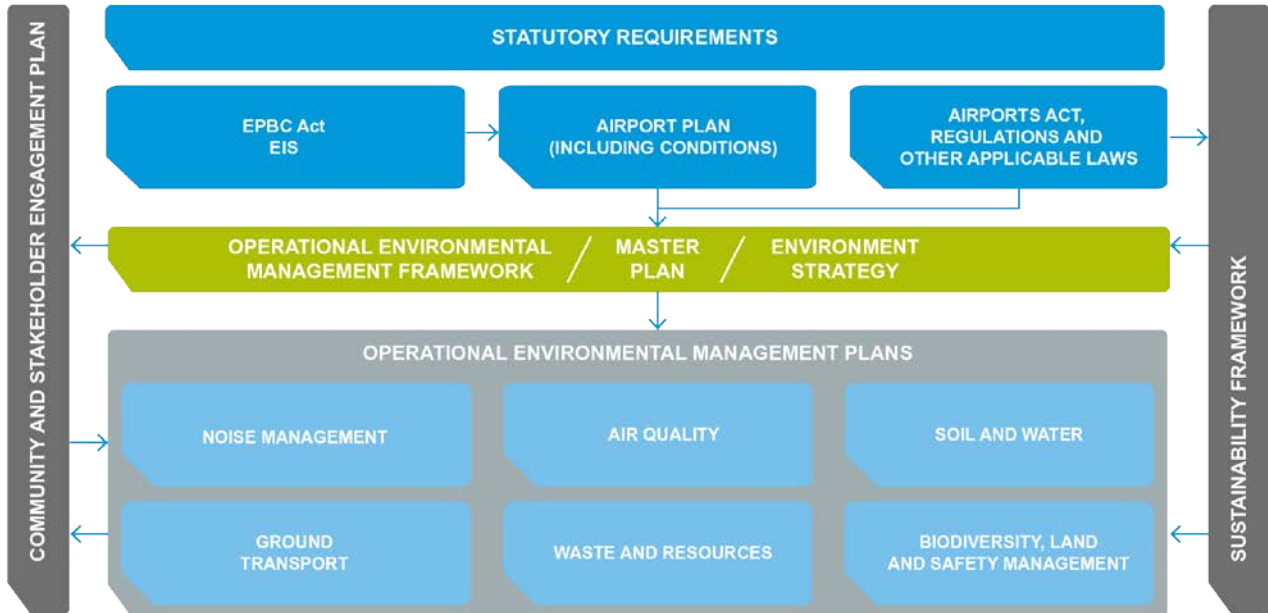 COMMUNITY AND STAKEHOLDER ENGAGEMENT PLAN
STATUTORY REQUIREMENTS
EPBC Act
EIS
AIRPORT PLAN
(INCLUDING CONDITIONS)
AIRPORTS ACT,
REGULATIONS AND
OTHER APPLICABLE LAWS
OPERATIONAL ENVIRONMENTAL
MANAGEMENT FRAMEWORK
/
MASTER
PLAN
/
ENVIRONMENT
STRATEGY
OPERATIONAL ENVIRONMENTAL MANAGEMENT PLANS
NOISE MANAGEMENT
AIR QUALITY
SOIL AND WATER
GROUND
TRANSPORT
WASTE AND RESOURCES
BIODIVERSITY, LAND
AND SAFETY MANAGEMENT
SUSTAINABILITY FRAMEWORK